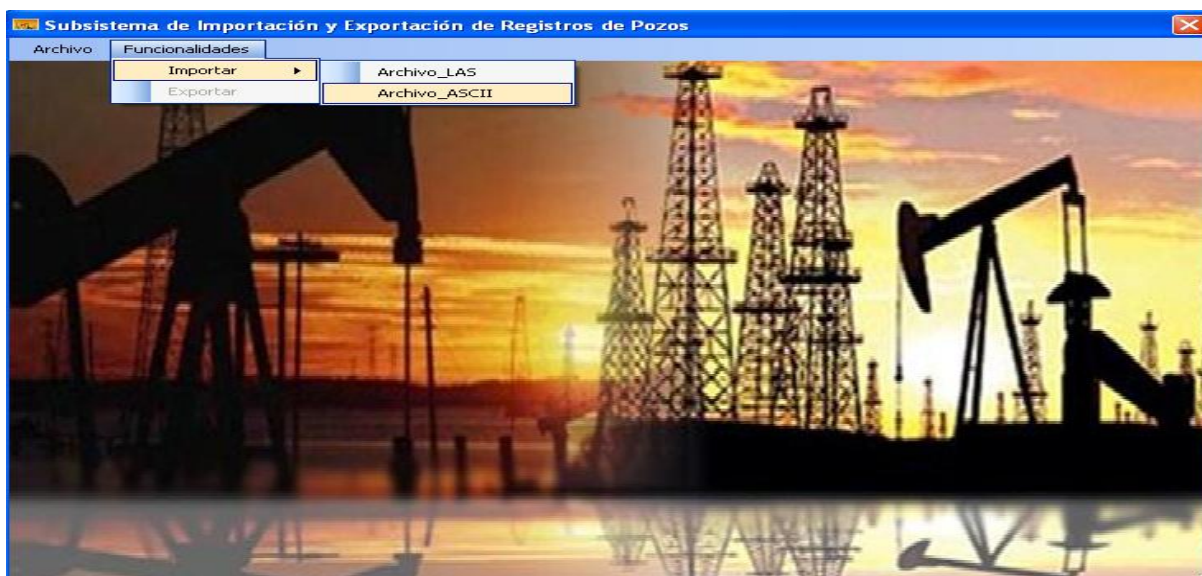 Subsistema de Importación y Exportación de Registros de Pozos
Archivo Funcionalidades
Importar Archivo_LAS
Exportar Archivo_ASCII